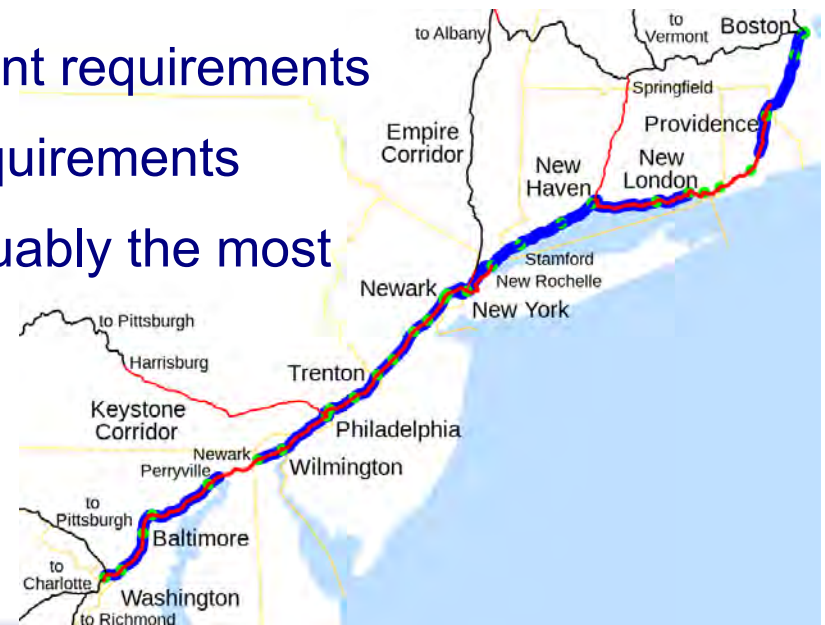 nt requirements
quirements
uably the most
to Albany
to
Vermont
Boston
Springfield
Providence
Empire
Corridor
New
Haven
New
London
Stamford
New Rochelle
Newark
New York
to Pittsburgh
Harrisburg
Trenton
Keystone
Corridor
Philadelphia
Newark
Perryville
Wilmington
to
Pittsburgh
Baltimore
to
Charlotte
Washington
to Richmond